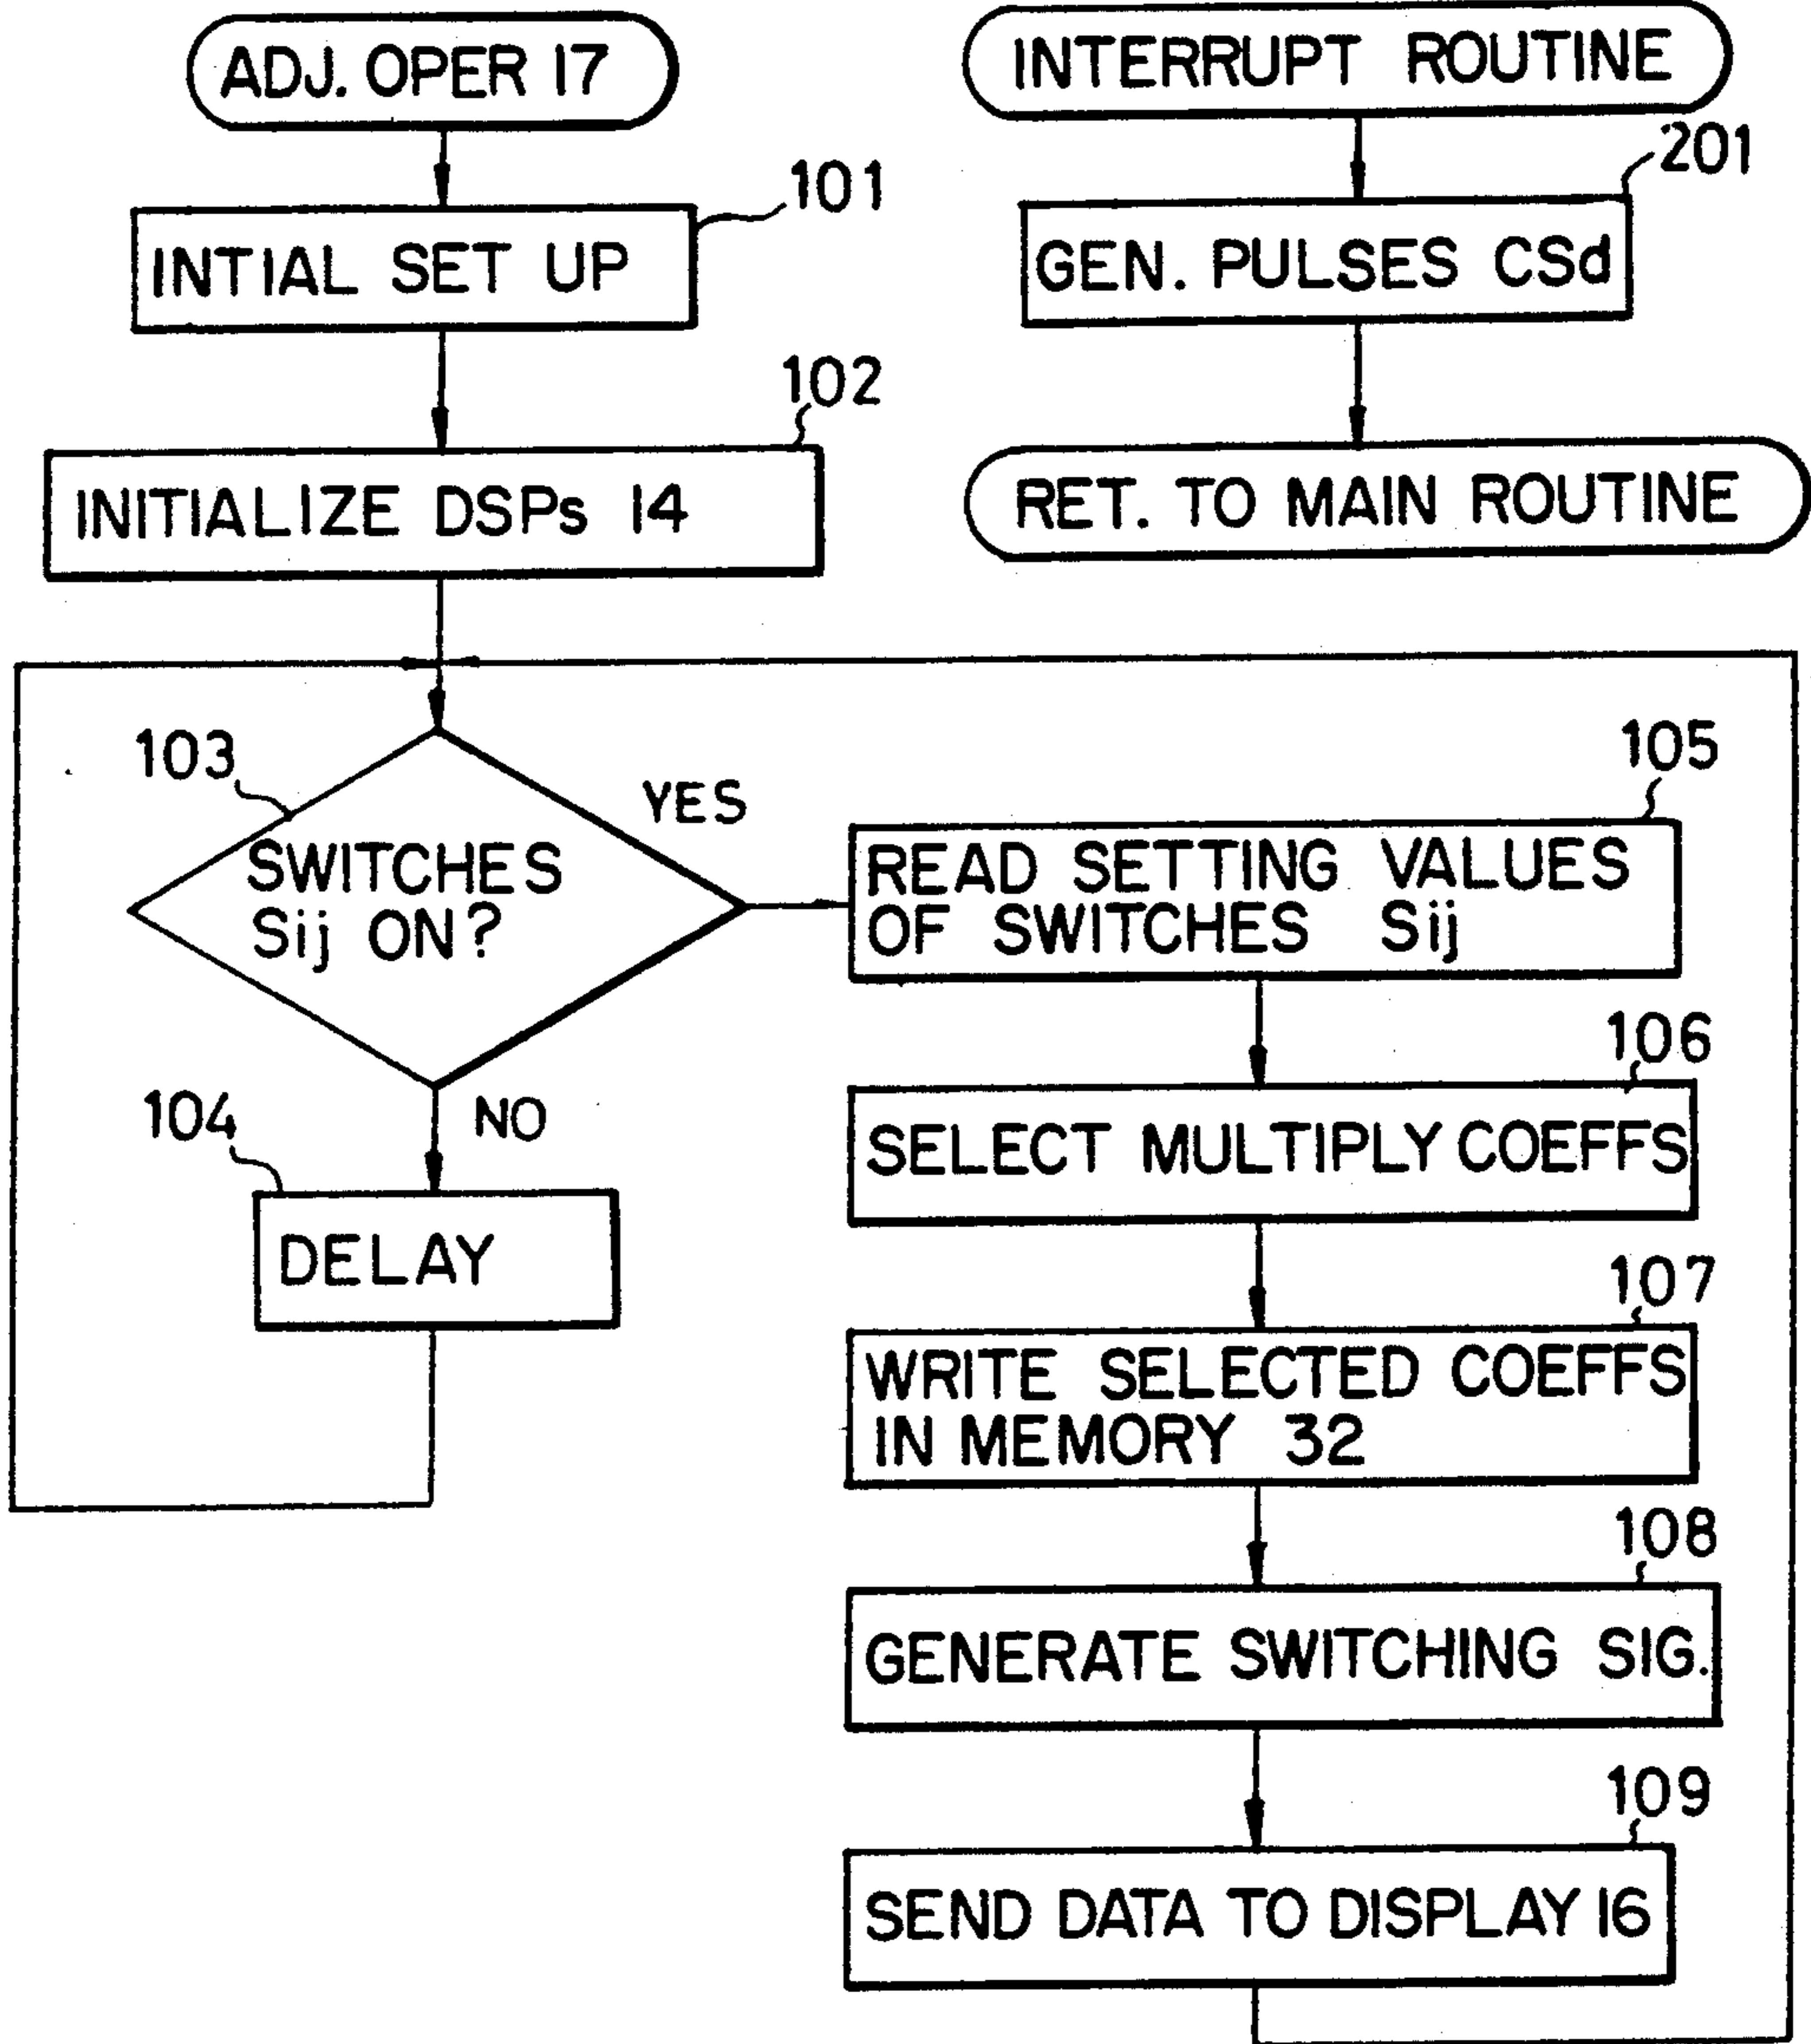 ADJ. OPER 17
101
INTIAL SET UP
102
INITIALIZE DSPs 14
103
SWITCHES
Sij ON?
YES
NO
104
DELAY
105
READ SETTING VALUES
OF SWITCHES Sij
106
SELECT MULTIPLY COEFFS
107
WRITE SELECTED COEFFS
IN MEMORY 32
108
GENERATE SWITCHING SIG.
109
SEND DATA TO DISPLAY 16
INTERRUPT ROUTINE
201
GEN. PULSES CSd
RET. TO MAIN ROUTINE